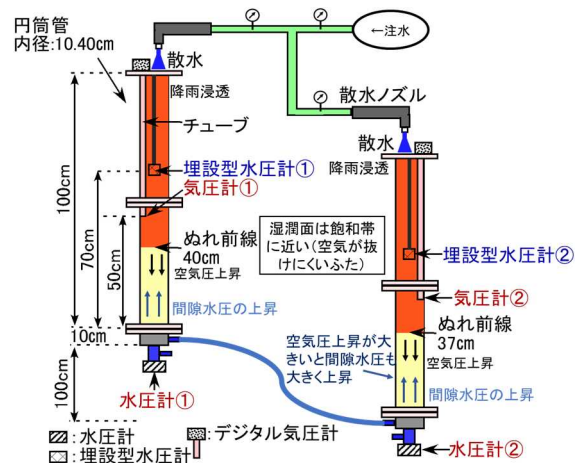 円筒管
内径:10.40cm
←注水
散水
降雨浸透
チューブ
埋設型水圧計①
気圧計①
100cm
70cm
50cm
ぬれ前線
40cm
空気圧上昇
間隙水圧の上昇
10cm
100cm
水圧計①
湿潤面は飽和帯
に近い(空気が抜
けにくいふた)
散水ノズル
散水
降雨浸透
埋設型水圧計②
気圧計②
ぬれ前線
37cm
空気圧上昇
空気圧上昇が大
きいと間隙水圧も
大きく上昇
間隙水圧の上昇
水圧計②
:水圧計
:埋設型水圧計
:デジタル気圧計